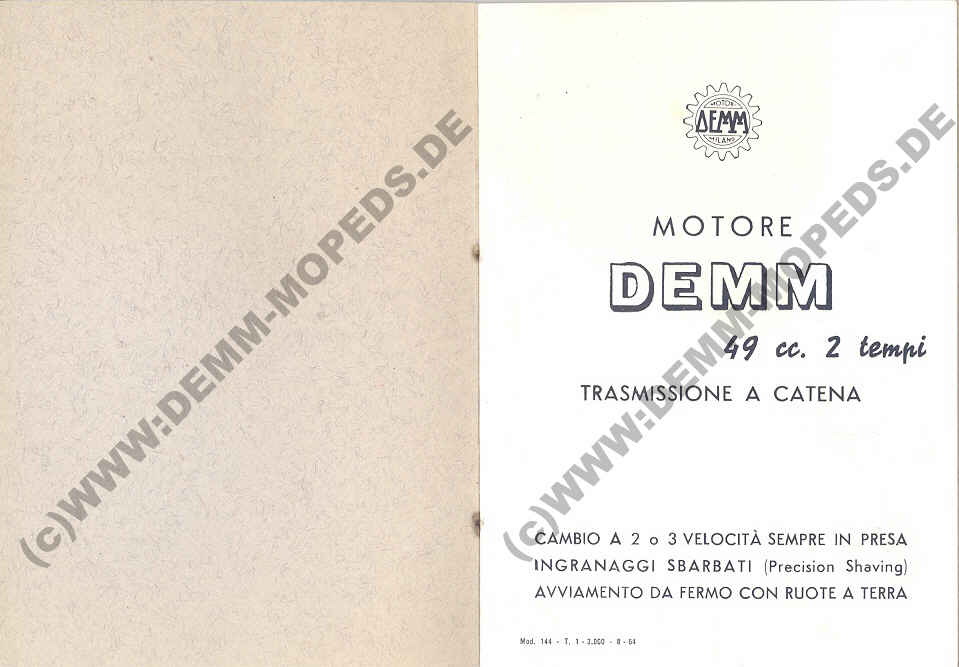 (c)WWW:DEMM-MOPEDS.DE
MOTORI
DEMM
MILANO
MOTORE
DEMM
49 cc. 2 tempi
TRASMISSIONE A CATENA
(c)WWW:DEMM-MOPEDS.DE
CAMBIO A 2 o 3 VELOCITÀ SEMPRE IN PRESA
INGRANAGGI SBARBATI (Precision Shaving)
AVVIAMENTO DA FERMO CON RUOTE A TERRA
Mod. 144 - T. 1 - 3.000 - 8 - 64